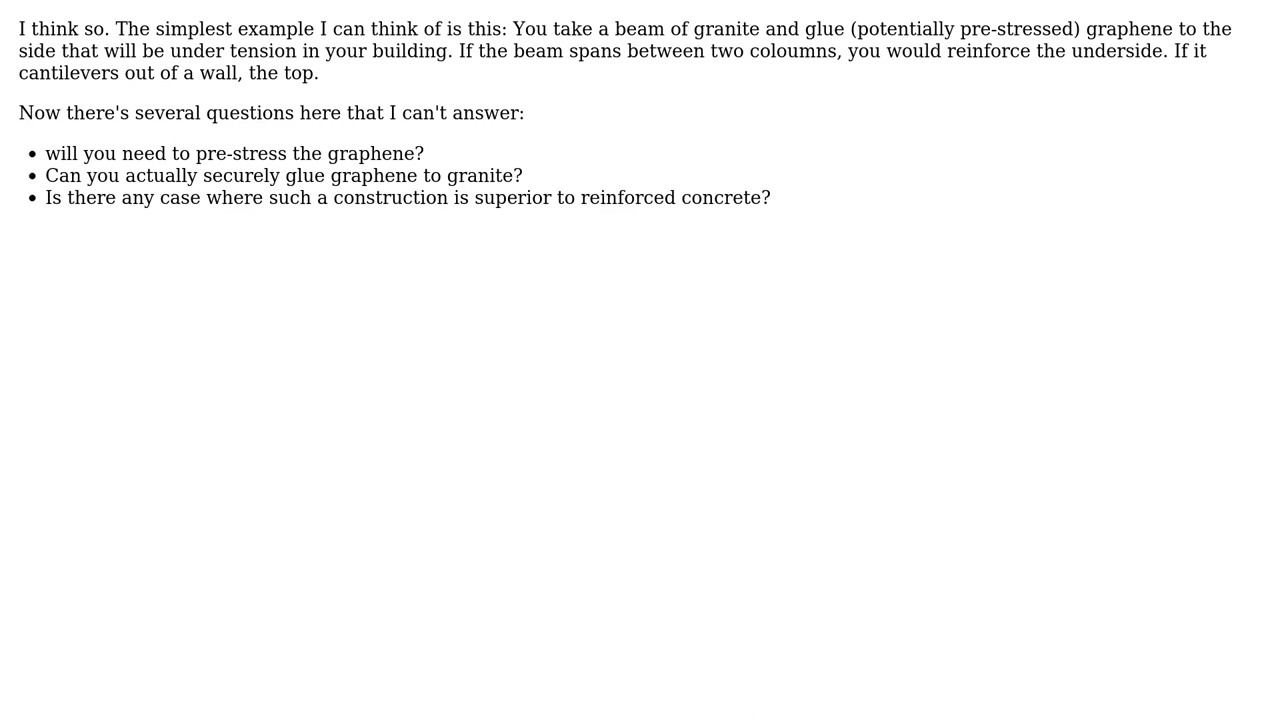 I think so. The simplest example I can think of is this: You take a beam of granite and glue (potentially pre-stressed) graphene to the
side that will be under tension in your building. If the beam spans between two coloumns, you would reinforce the underside. If it
cantilevers out of a wall, the top.
Now there's several questions here that I can't answer:
• will you need to pre-stress the graphene?
• Can you actually securely glue graphene to granite?
• Is there any case where such a construction is superior to reinforced concrete?